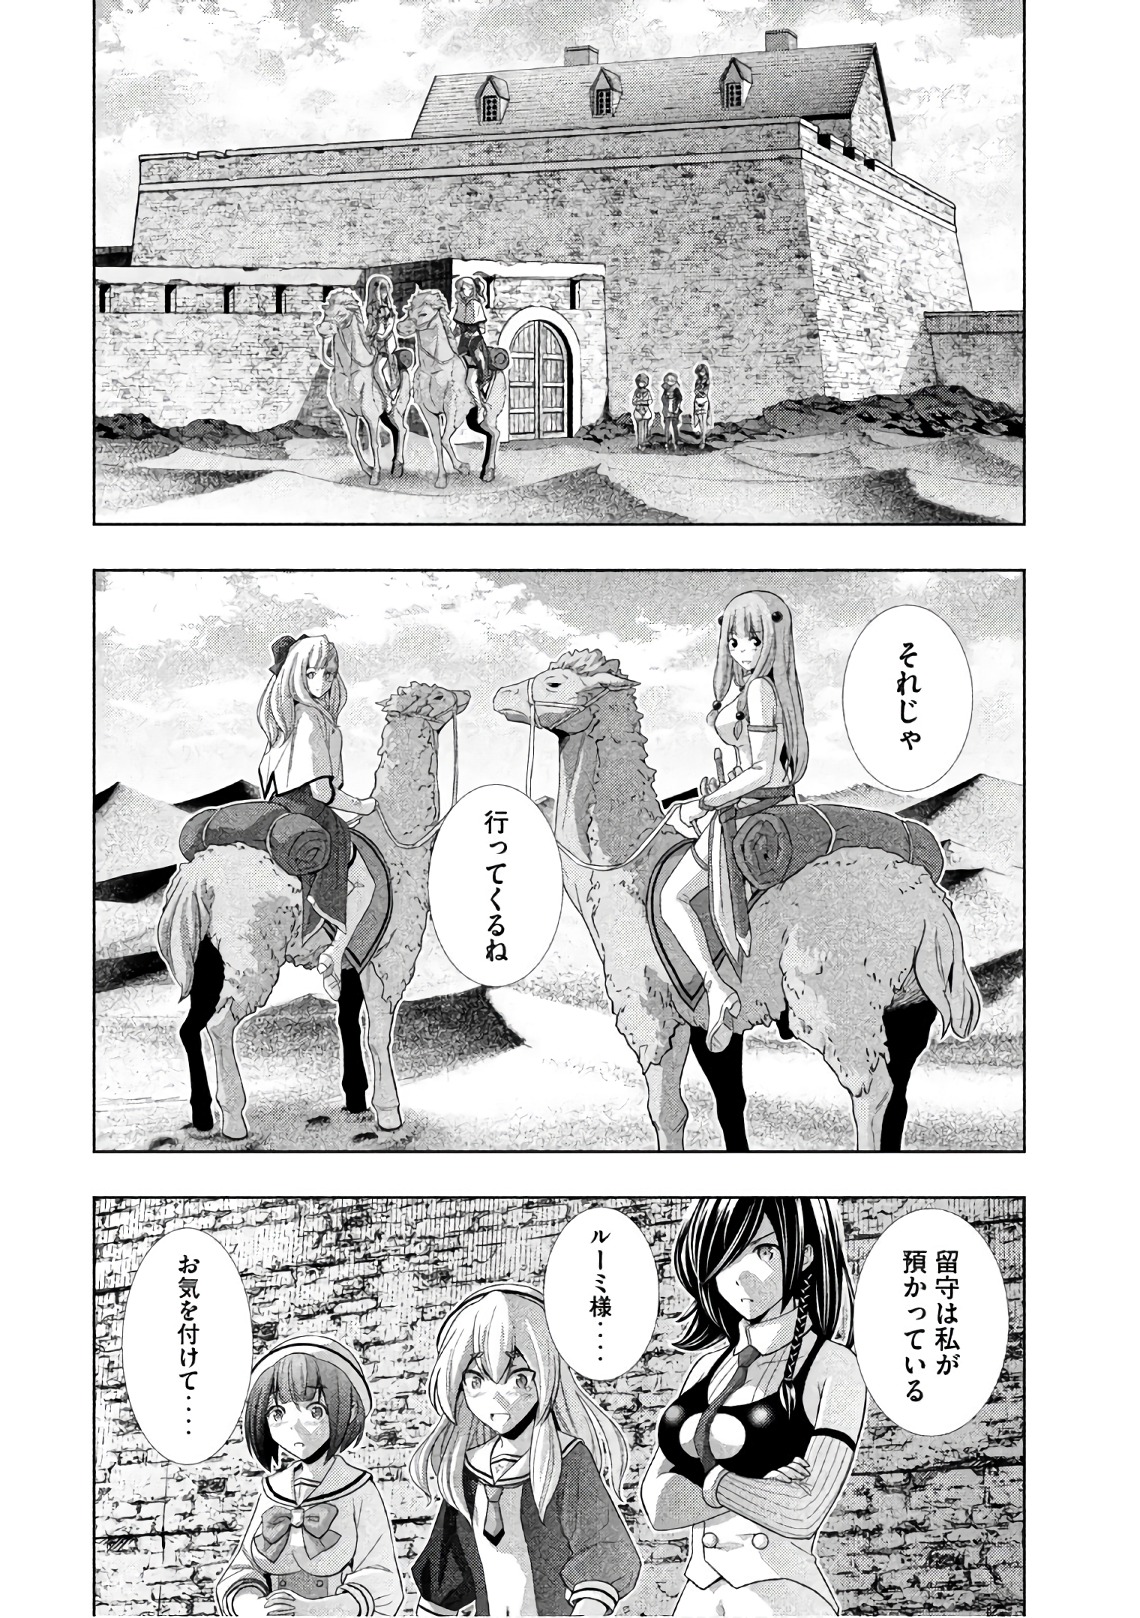 それじゃ
行ってくるね
留守は私が
預かっている
ルーミ様‥‥
お気を付けて‥‥